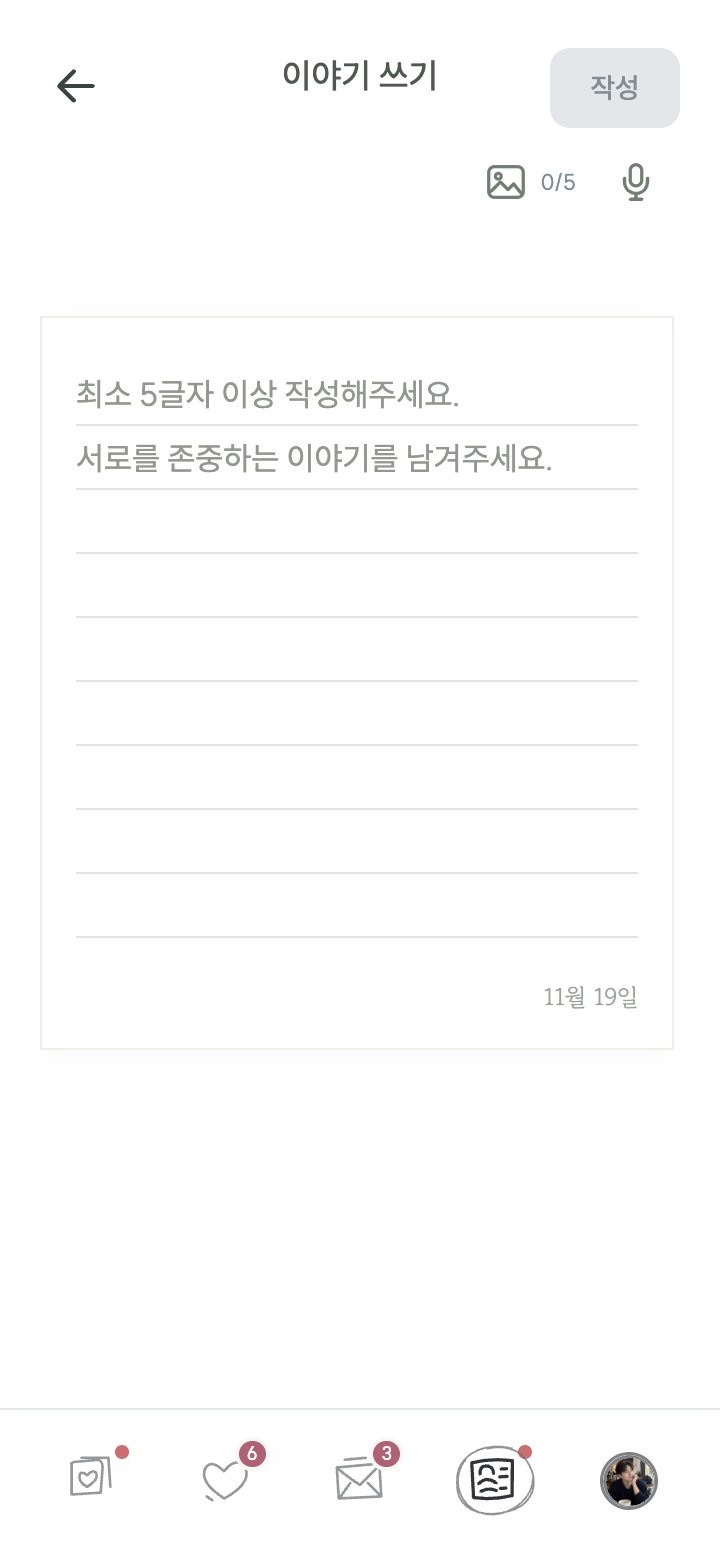 이야기 쓰기
작성
0/5
최소 5글자 이상 작성해주세요.
서로를 존중하는 이야기를 남겨주세요.
11월 19일
6
3